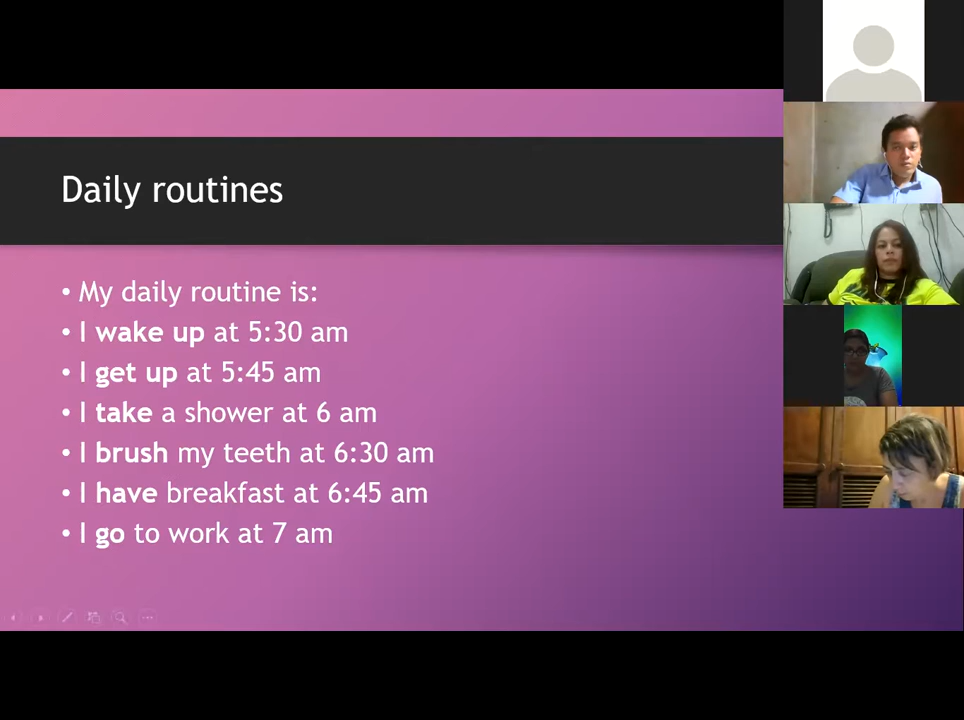 Daily routines
• My daily routine is:
• I wake up at 5:30 am
• I get up at 5:45 am
• I take a shower at 6 am
• I brush my teeth at 6:30 am
• I have breakfast at 6:45 am
• I go to work at 7 am